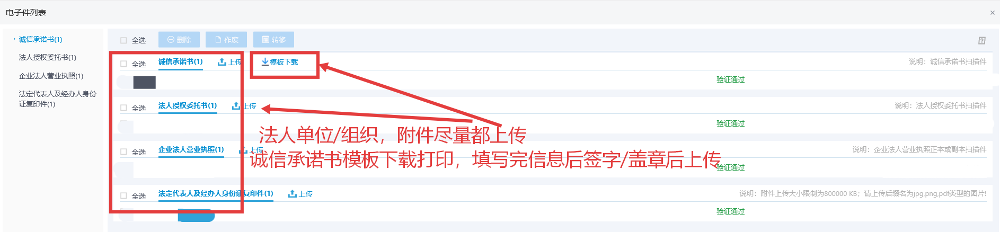 电子件列表
×
诚信承诺书(1)
法人授权委托书(1)
企业法人营业执照(1)
法定代表人及经办人身份
证复印件(1)
全选 删除 作废 转移 ?
全选 诚信承诺书(1) 上传 模板下载 说明：诚信承诺书扫描件
验证通过
全选 法人授权委托书(1) 上传 说明：法人授权委托书扫描件
验证通过
法人单位/组织，附件尽量都上传
全选 企业法人营业执照(1) 上传 说明：企业法人营业执照正本或副本扫描件
诚信承诺书模板下载打印，填写完信息后签字/盖章后上传
验证通过
全选 法定代表人及经办人身份证复印件(1) 上传 说明：附件上传大小限制为800000 KB；请上传后缀名为jpg,png,pdf类型的图片!
验证通过